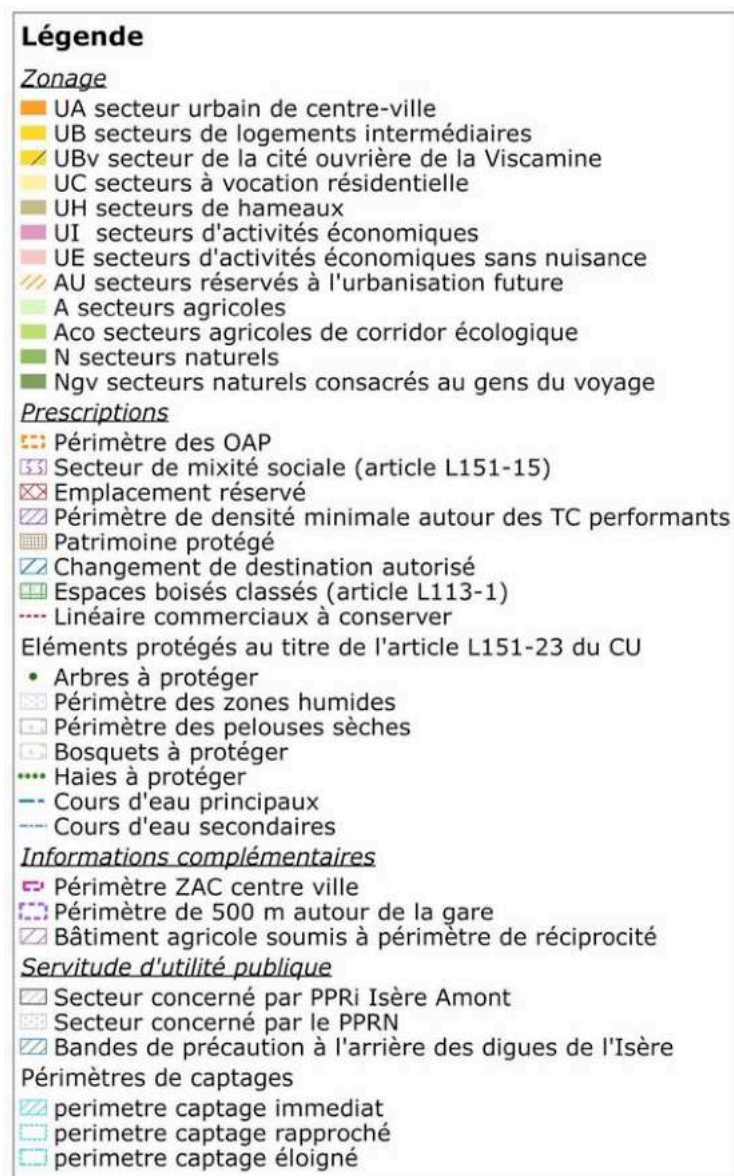 Légende
Zonage
UA secteur urbain de centre-ville
UB secteurs de logements intermédiaires
UBv secteur de la cité ouvrière de la Viscamine
UC secteurs à vocation résidentielle
UH secteurs de hameaux
UI secteurs d'activités économiques
UE secteurs d'activités économiques sans nuisance
AU secteurs réservés à l'urbanisation future
A secteurs agricoles
Aco secteurs agricoles de corridor écologique
N secteurs naturels
Ngv secteurs naturels consacrés au gens du voyage
Prescriptions
Périmètre des OAP
Secteur de mixité sociale (article L151-15)
Emplacement réservé
Périmètre de densité minimale autour des TC performants
Patrimoine protégé
Changement de destination autorisé
Espaces boisés classés (article L113-1)
Linéaire commerciaux à conserver
Eléments protégés au titre de l'article L151-23 du CU
Arbres à protéger
Périmètre des zones humides
Périmètre des pelouses sèches
Bosquets à protéger
Haies à protéger
Cours d'eau principaux
Cours d'eau secondaires
Informations complémentaires
Périmètre ZAC centre ville
Périmètre de 500 m autour de la gare
Bâtiment agricole soumis à périmètre de réciprocité
Servitude d'utilité publique
Secteur concerné par PPRi Isère Amont
Secteur concerné par le PPRN
Bandes de précaution à l'arrière des digues de l'Isère
Périmètres de captages
perimetre captage immediat
perimetre captage rapproché
perimetre captage éloigné